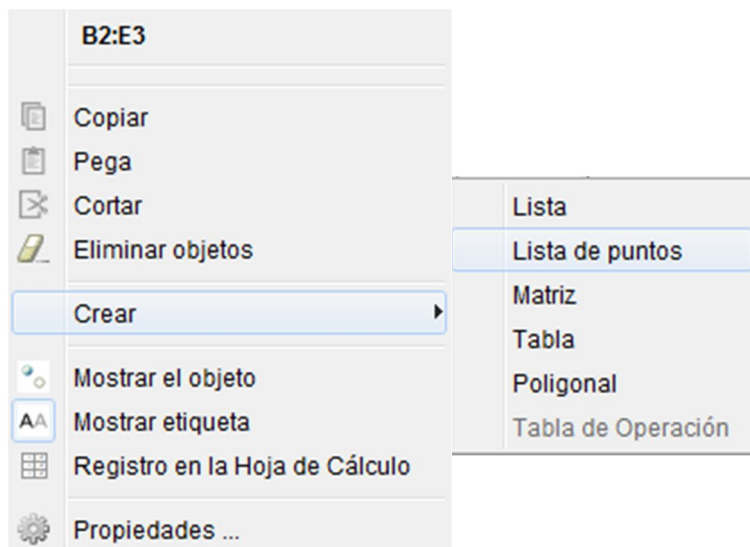 B2:E3
Copiar
Pega
Cortar
Eliminar objetos
Crear
Mostrar el objeto
AA Mostrar etiqueta
Registro en la Hoja de Cálculo
Propiedades ...
Lista
Lista de puntos
Matriz
Tabla
Poligonal
Tabla de Operación